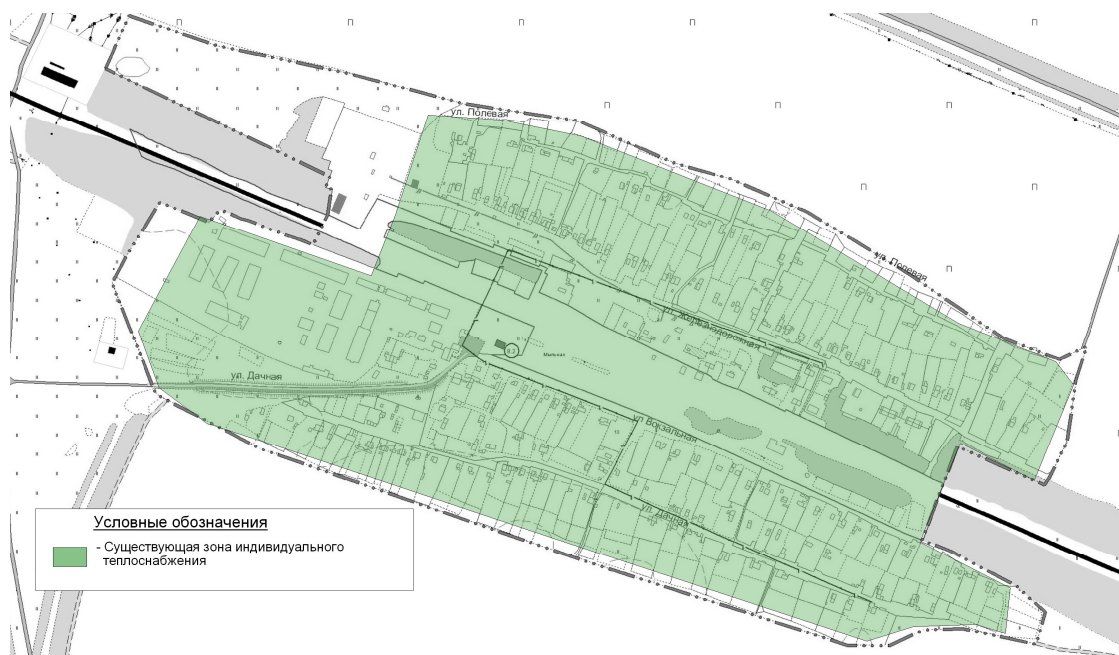 ул. Полевая
ул. Полевая
ул. Железнодорожная
ул. Дачная
ул Вокзальная
ул. Дачная
Условные обозначения
- Существующая зона индивидуального
теплоснабжения